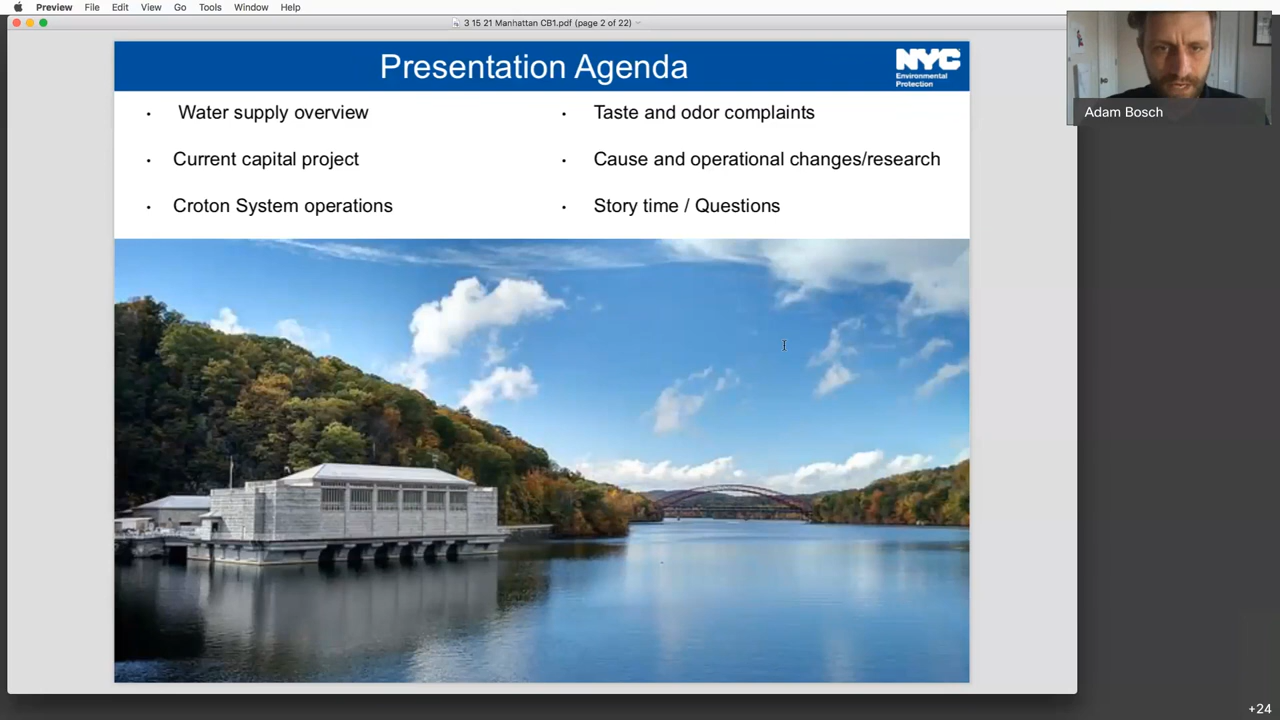 Preview File Edit View Go Tools Window Help
3 15 21 Manhattan CB1.pdf (page 2 of 22)
Presentation Agenda
NYC
Environmental
Protection
• Water supply overview
• Current capital project
• Croton System operations
• Taste and odor complaints
• Cause and operational changes/research
• Story time / Questions
Adam Bosch
+24